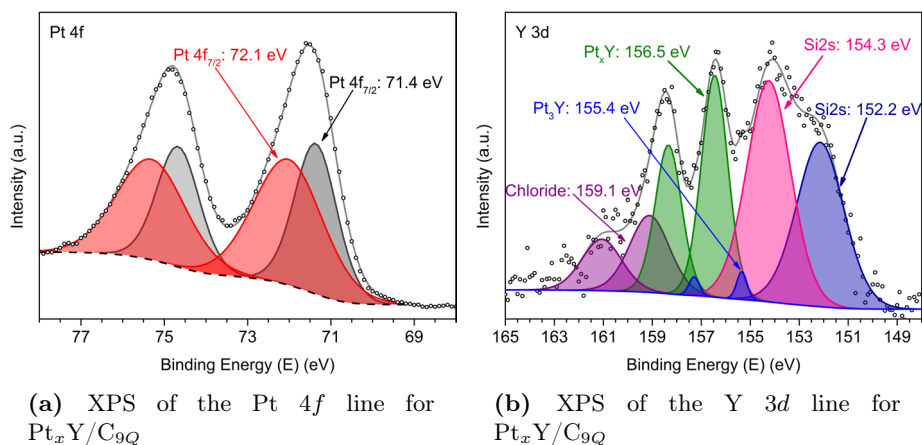 Pt 4f
Pt 4f7/2: 72.1 eV
Pt 4f7/2: 71.4 eV
Intensity (a.u.)
77 75 73 71 69 68
Binding Energy (E) (eV)
(a) XPS of the Pt 4f line for
PtxY/C9Q
Y 3d
PtxY: 156.5 eV
Si2s: 154.3 eV
Pt3Y: 155.4 eV
Si2s: 152.2 eV
Chloride: 159.1 eV
Intensity (a.u.)
165 163 161 159 157 155 153 151 149
Binding Energy (E) (eV)
(b) XPS of the Y 3d line for
PtxY/C9Q